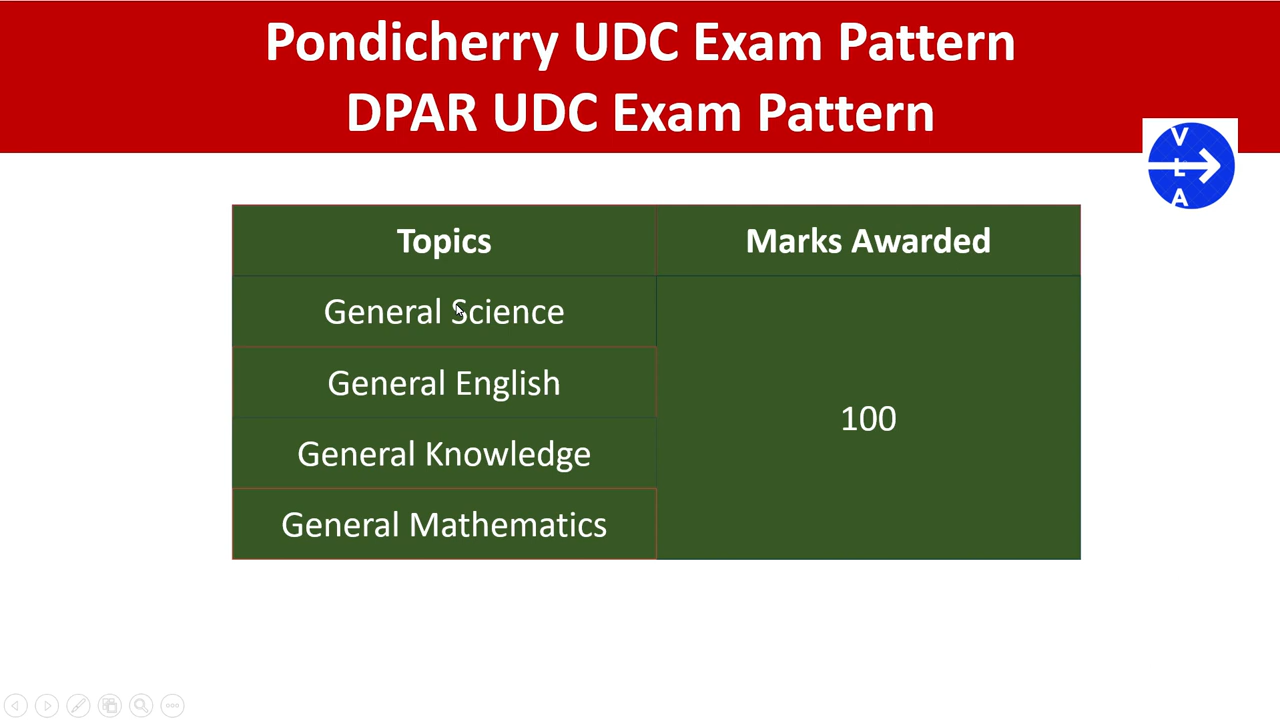 Pondicherry UDC Exam Pattern
DPAR UDC Exam Pattern
V
L
A
Topics
Marks Awarded
General Science
General English
General Knowledge
General Mathematics
100